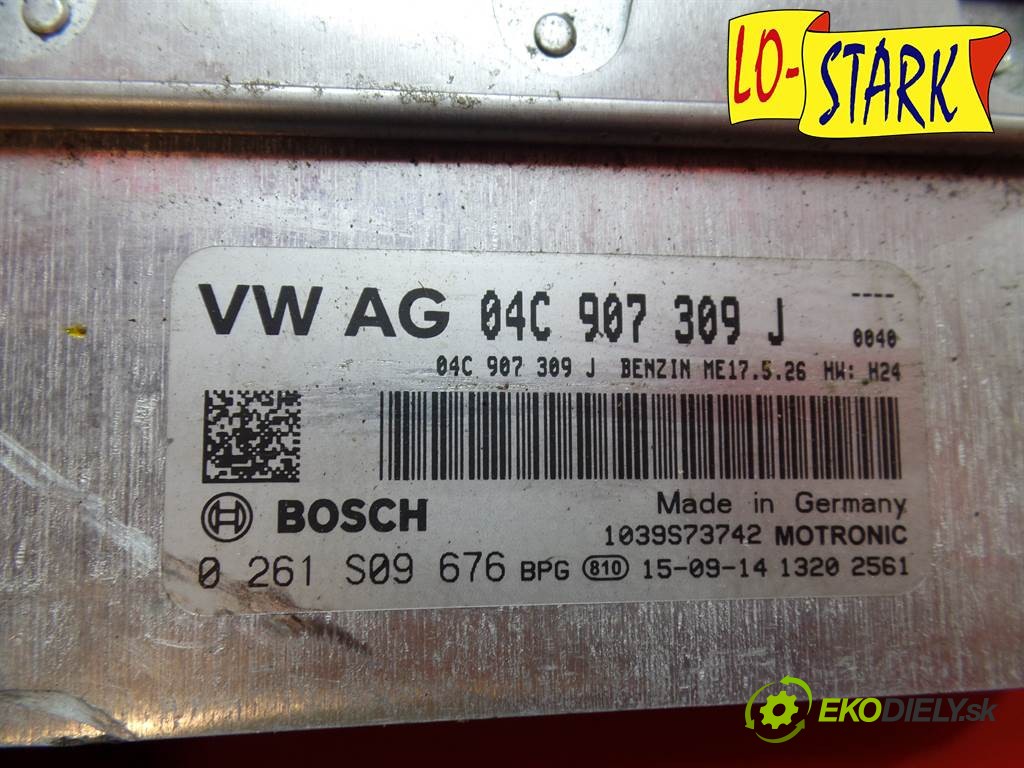 LO-STARK
VW AG 04C 907 309 J ----
0040
04C 907 309 J BENZIN ME17.5.26 HW: H24
BOSCH
Made in Germany
1039S73742 MOTRONIC
0 261 S09 676 BPG 810 15-09-14 1320 2561
EKODIELY.sk